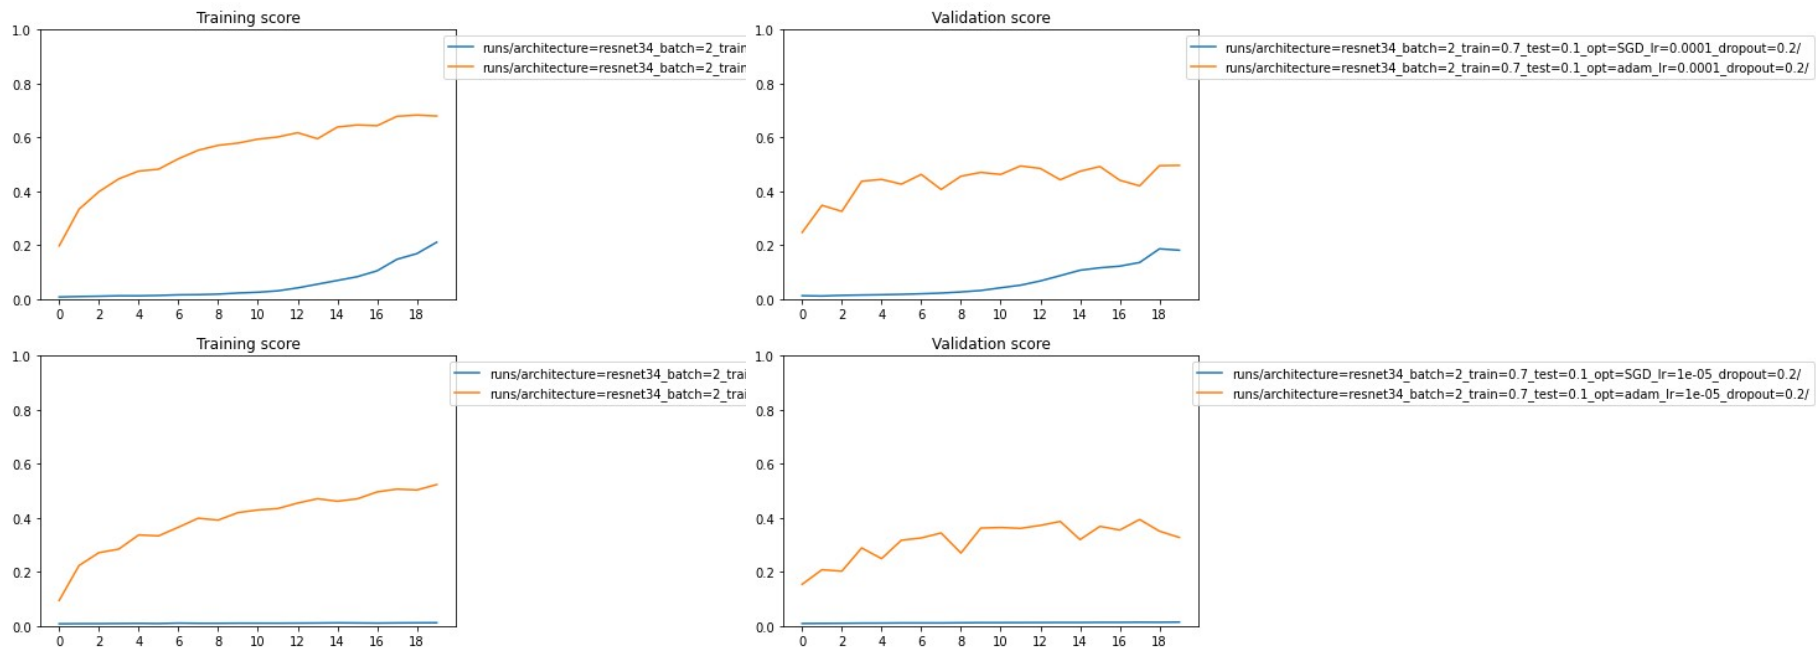 Training score
1.0
runs/architecture=resnet34_batch=2_train
runs/architecture=resnet34_batch=2_train
0.8
0.6
0.4
0.2
0.0
0 2 4 6 8 10 12 14 16 18
Validation score
1.0
runs/architecture=resnet34_batch=2_train=0.7_test=0.1_opt=SGD_lr=0.0001_dropout=0.2/
runs/architecture=resnet34_batch=2_train=0.7_test=0.1_opt=adam_lr=0.0001_dropout=0.2/
0.8
0.6
0.4
0.2
0.0
0 2 4 6 8 10 12 14 16 18
Training score
1.0
runs/architecture=resnet34_batch=2_trai
runs/architecture=resnet34_batch=2_trai
0.8
0.6
0.4
0.2
0.0
0 2 4 6 8 10 12 14 16 18
Validation score
1.0
runs/architecture=resnet34_batch=2_train=0.7_test=0.1_opt=SGD_lr=1e-05_dropout=0.2/
runs/architecture=resnet34_batch=2_train=0.7_test=0.1_opt=adam_lr=1e-05_dropout=0.2/
0.8
0.6
0.4
0.2
0.0
0 2 4 6 8 10 12 14 16 18